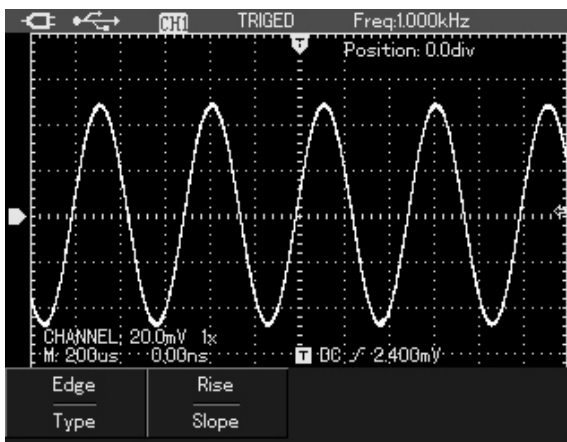 CH1 TRIGED Freq:1.000kHz
T
Position: 0.0div
CHANNEL; 20.0mV 1x
M: 200us; 0.00ns; T DC; 2.400mV
Edge Rise
Type Slope